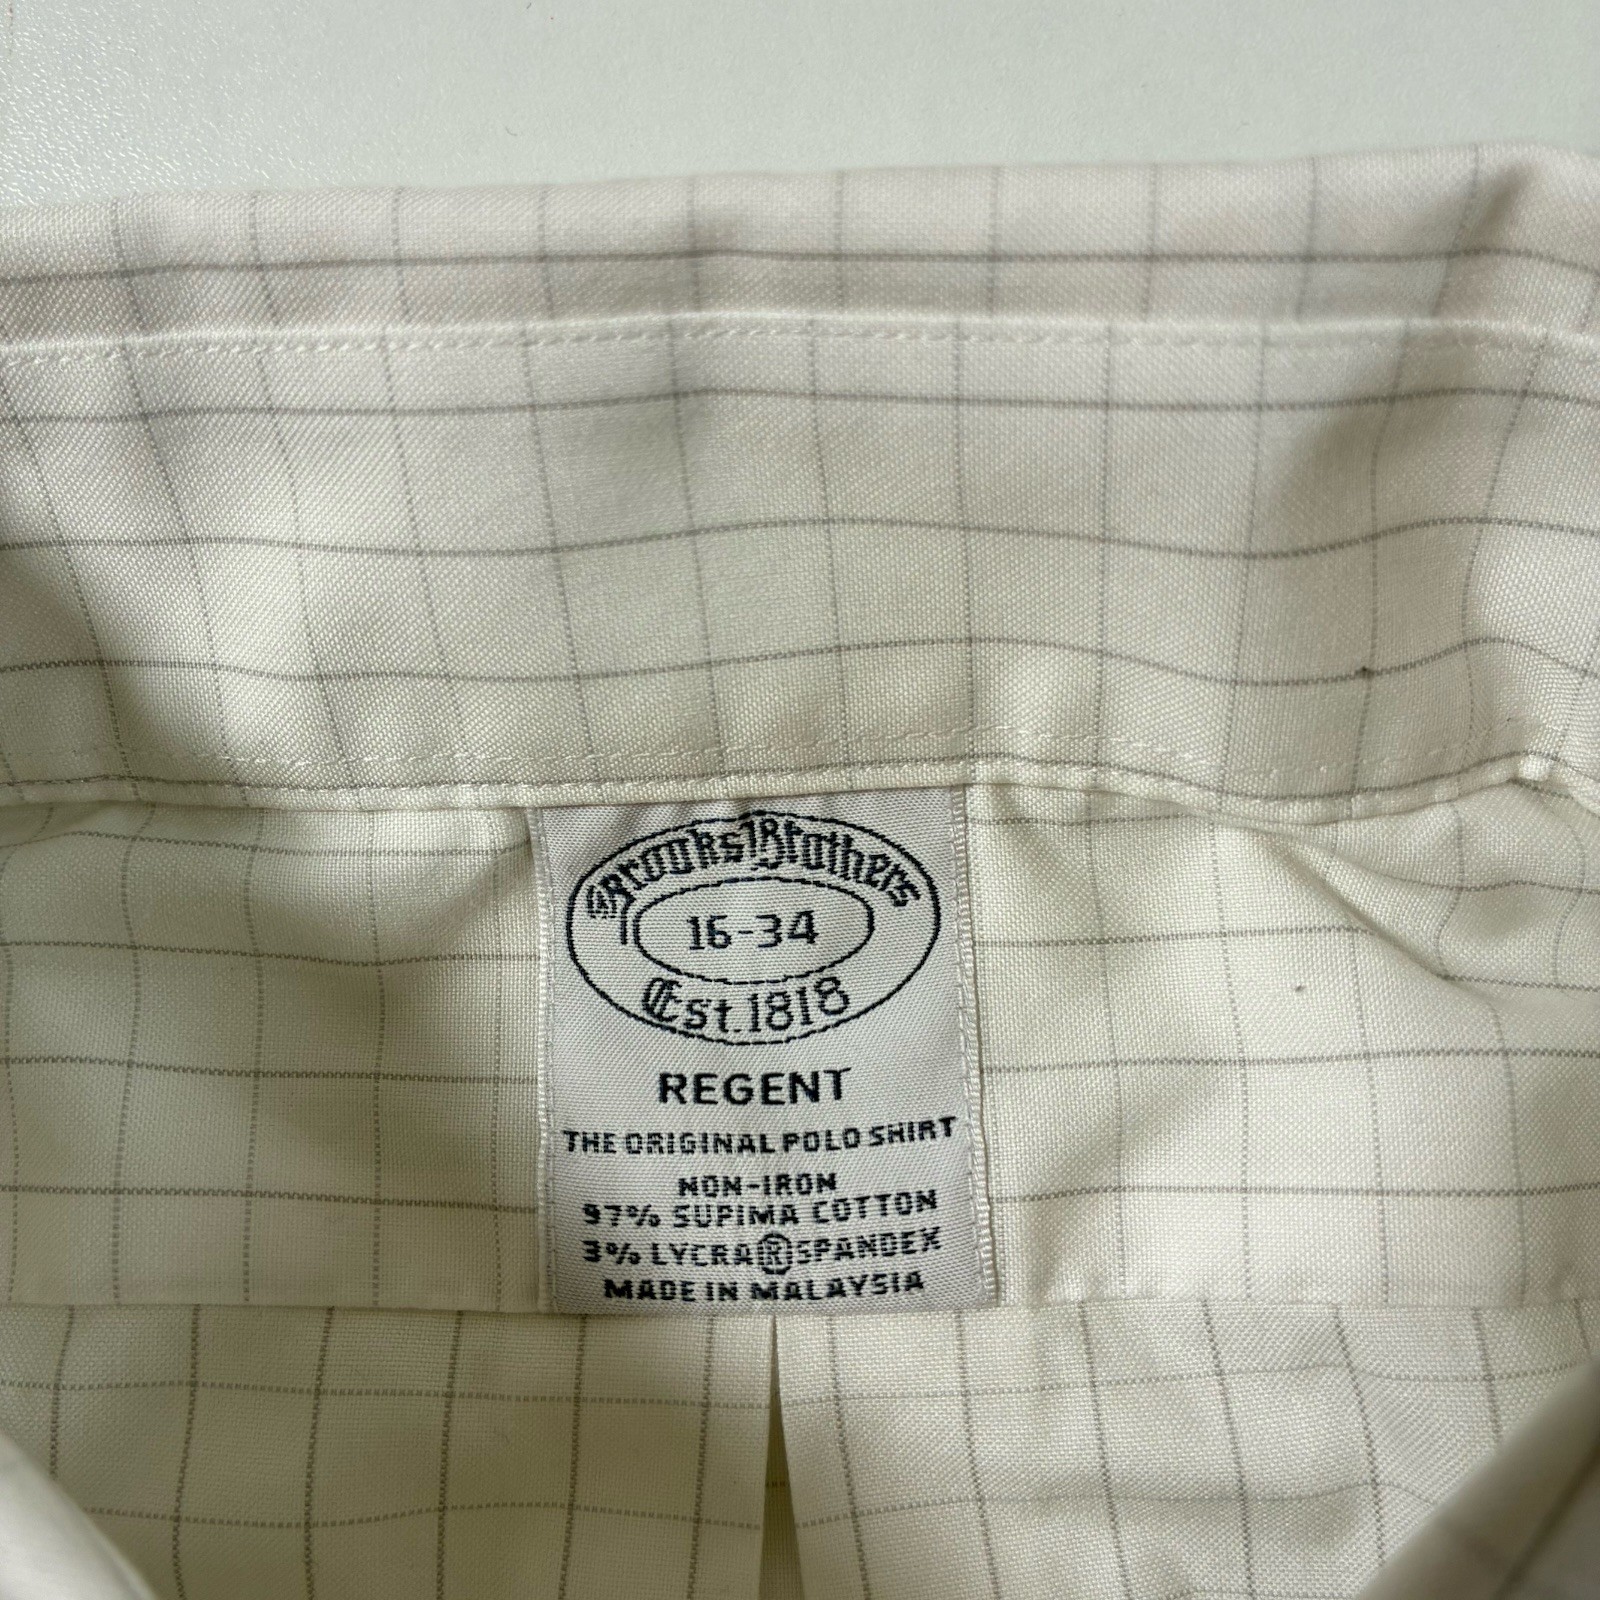 Brooks Brothers
16-34
Est. 1818
REGENT
THE ORIGINAL POLO SHIRT
NON-IRON
97% SUPIMA COTTON
3% LYCRA®SPANDEX
MADE IN MALAYSIA